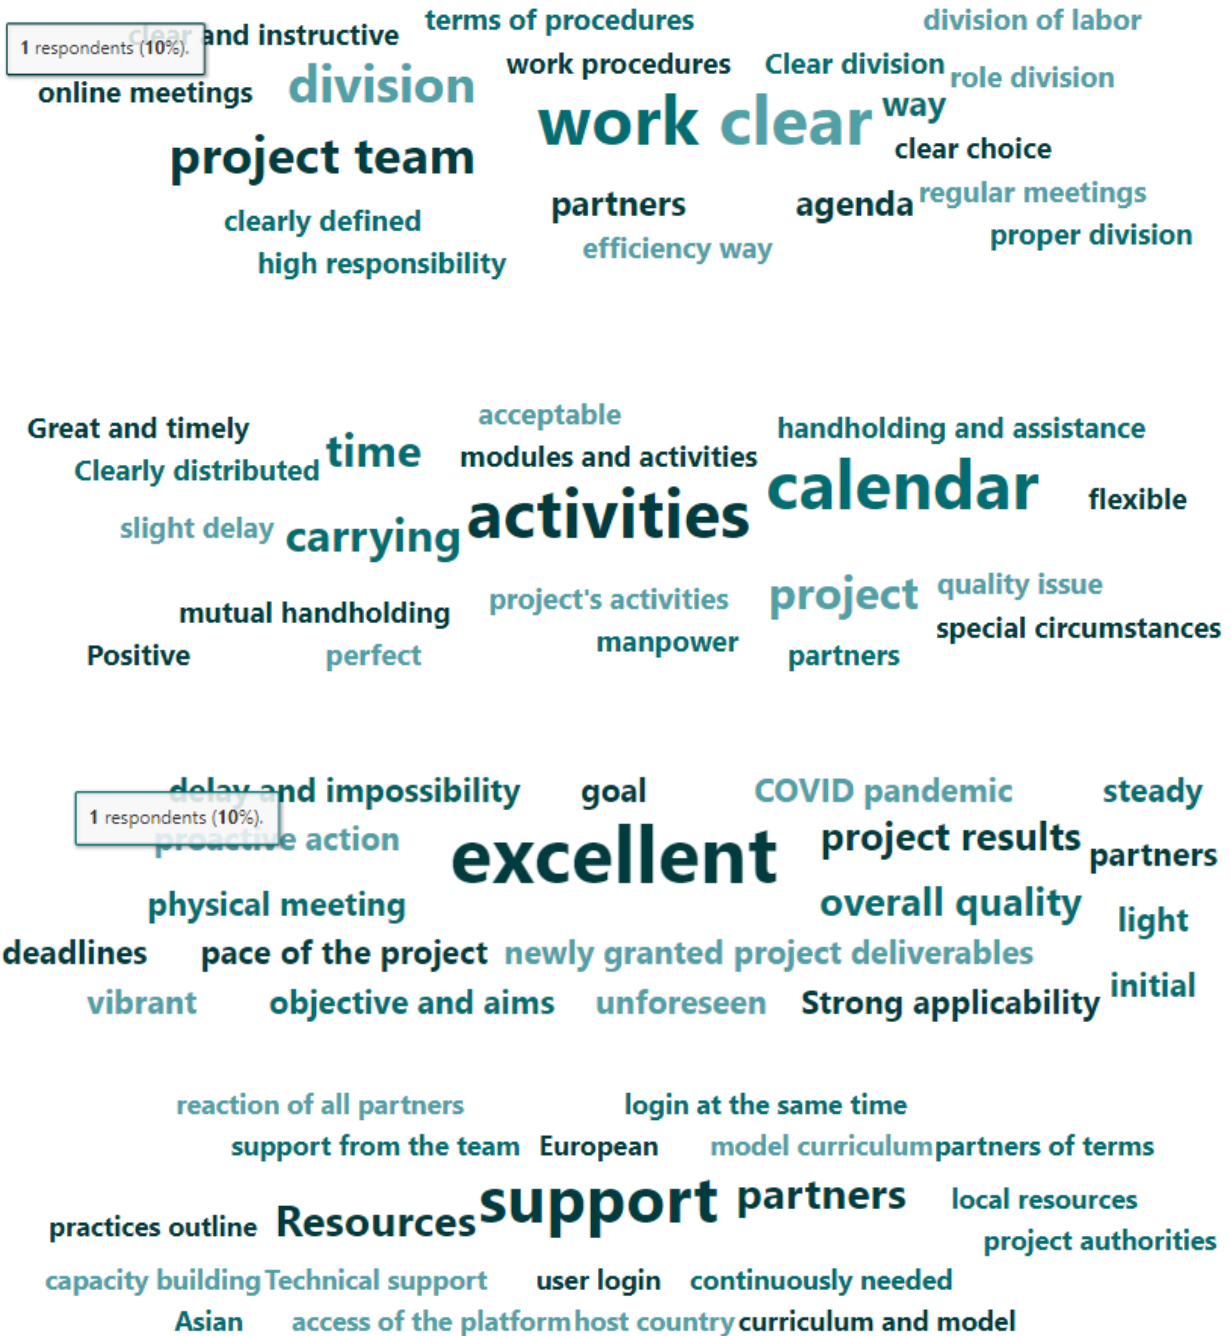 terms of procedures division of labor
clear and instructive
1 respondents (10%).
work procedures Clear division role division
online meetings division
work clear way
project team clear choice
partners agenda regular meetings
clearly defined proper division
efficiency way
high responsibility
acceptable
Great and timely handholding and assistance
time modules and activities
Clearly distributed
calendar flexible
slight delay carrying activities
project's activities project quality issue
mutual handholding special circumstances
manpower
Positive perfect partners
delay and impossibility goal COVID pandemic steady
1 respondents (10%).
proactive action project results
excellent partners
physical meeting overall quality light
deadlines pace of the project newly granted project deliverables
initial
vibrant objective and aims unforeseen Strong applicability
reaction of all partners login at the same time
support from the team European model curriculum partners of terms
support partners local resources
practices outline Resources
project authorities
capacity building Technical support user login continuously needed
Asian access of the platform host country curriculum and model